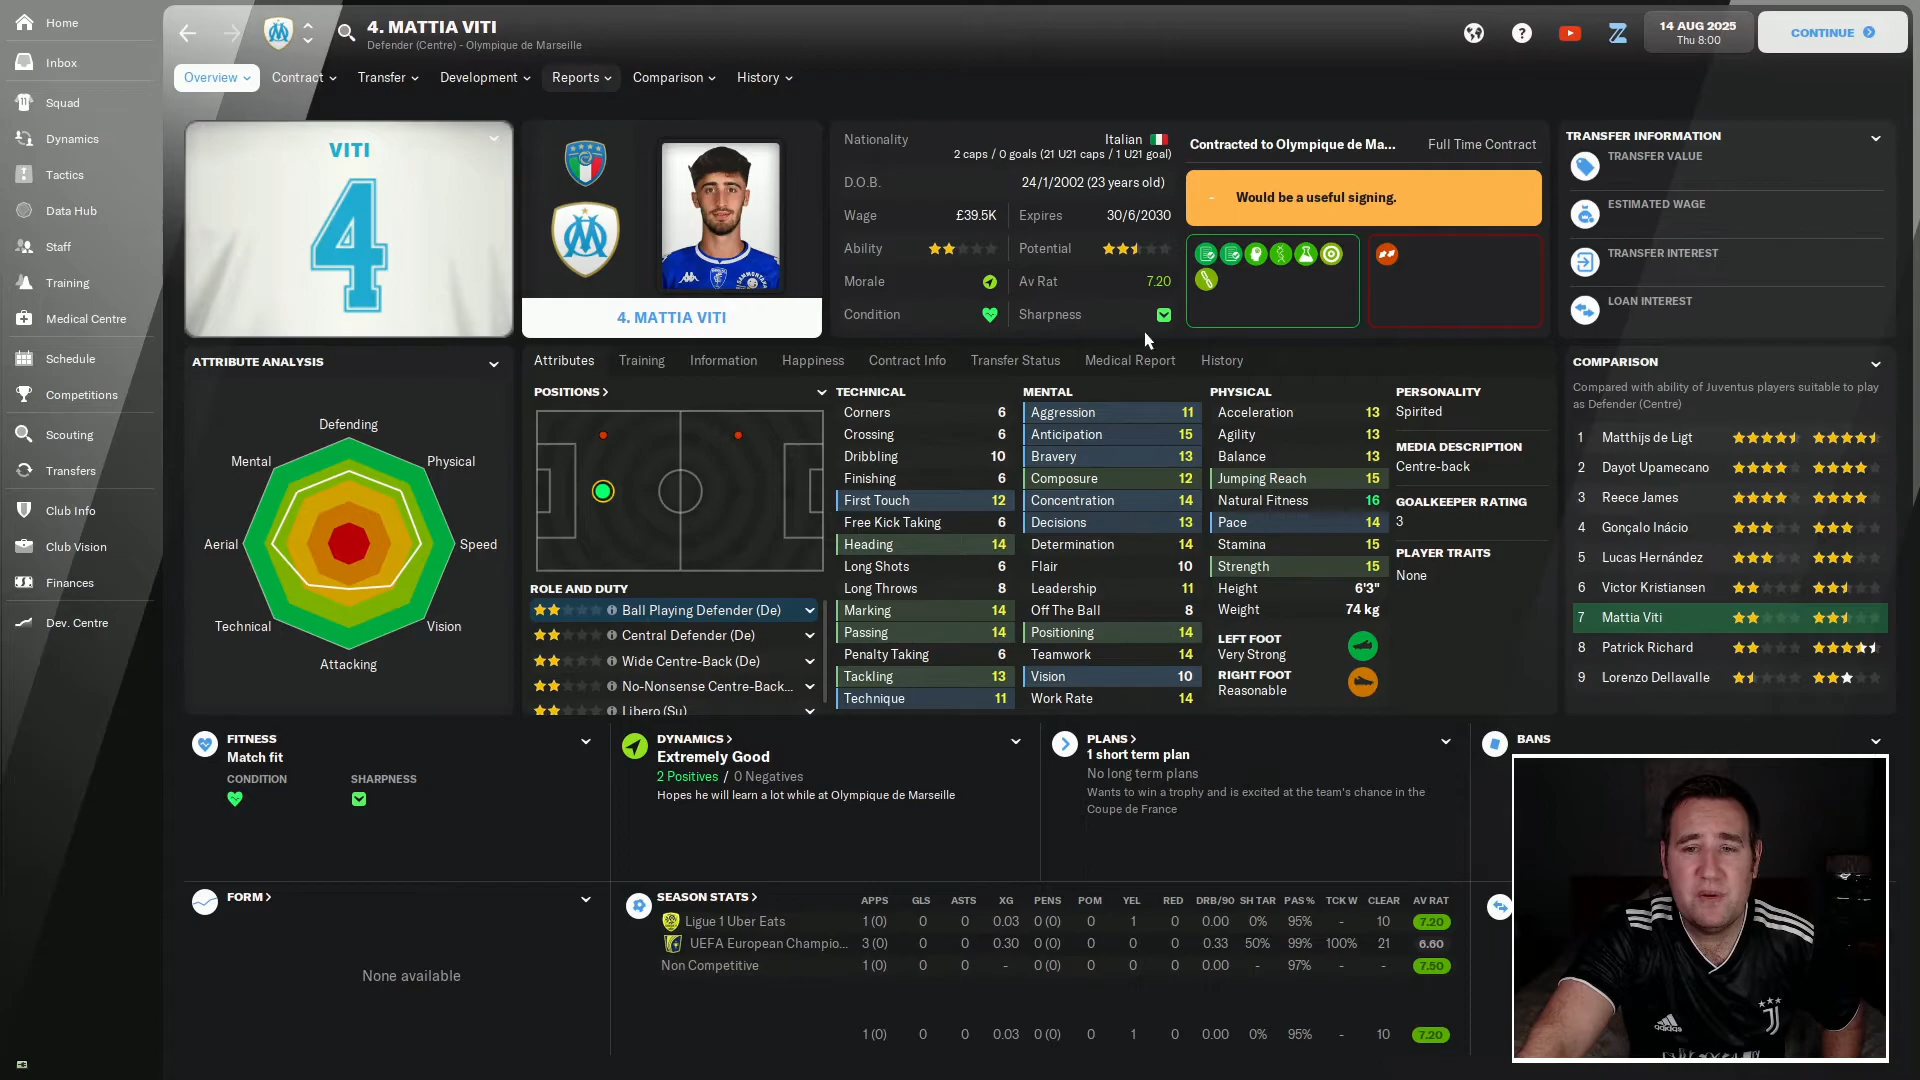 Home
Inbox
Squad
Dynamics
Tactics
Data Hub
Staff
Training
Medical Centre
Schedule
Competitions
Scouting
Transfers
Club Info
Club Vision
Finances
Dev. Centre
4. MATTIA VITI
Defender (Centre) - Olympique de Marseille
14 AUG 2025
Thu 8:00
CONTINUE
Overview Contract Transfer Development Reports Comparison History
VITI
4
4. MATTIA VITI
Nationality Italian
2 caps / 0 goals (21 U21 caps / 1 U21 goal)
D.O.B. 24/1/2002 (23 years old)
Wage £39.5K Expires 30/6/2030
Ability Potential
Morale Av Rat 7.20
Condition Sharpness
Contracted to Olympique de Ma... Full Time Contract
- Would be a useful signing.
TRANSFER INFORMATION
TRANSFER VALUE
ESTIMATED WAGE
TRANSFER INTEREST
LOAN INTEREST
ATTRIBUTE ANALYSIS
Defending
Mental Physical
Aerial Speed
Technical Vision
Attacking
Attributes Training Information Happiness Contract Info Transfer Status Medical Report History
POSITIONS >
ROLE AND DUTY
Ball Playing Defender (De)
Central Defender (De)
Wide Centre-Back (De)
No-Nonsense Centre-Back...
Libero (Su)
TECHNICAL
Corners 6
Crossing 6
Dribbling 10
Finishing 6
First Touch 12
Free Kick Taking 6
Heading 14
Long Shots 6
Long Throws 8
Marking 14
Passing 14
Penalty Taking 6
Tackling 13
Technique 11
MENTAL
Aggression 11
Anticipation 15
Bravery 13
Composure 12
Concentration 14
Decisions 13
Determination 14
Flair 10
Leadership 11
Off The Ball 8
Positioning 14
Teamwork 14
Vision 10
Work Rate 14
PHYSICAL
Acceleration 13
Agility 13
Balance 13
Jumping Reach 15
Natural Fitness 16
Pace 14
Stamina 15
Strength 15
Height 6'3"
Weight 74 kg
LEFT FOOT
Very Strong
RIGHT FOOT
Reasonable
PERSONALITY
Spirited
MEDIA DESCRIPTION
Centre-back
GOALKEEPER RATING
3
PLAYER TRAITS
None
COMPARISON
Compared with ability of Juventus players suitable to play
as Defender (Centre)
1 Matthijs de Ligt
2 Dayot Upamecano
3 Reece James
4 Gonçalo Inácio
5 Lucas Hernández
6 Victor Kristiansen
7 Mattia Viti
8 Patrick Richard
9 Lorenzo Dellavalle
FITNESS
Match fit
CONDITION SHARPNESS
DYNAMICS >
Extremely Good
2 Positives / 0 Negatives
Hopes he will learn a lot while at Olympique de Marseille
PLANS >
1 short term plan
No long term plans
Wants to win a trophy and is excited at the team's chance in the
Coupe de France
BANS
FORM >
None available
SEASON STATS > APPS GLS ASTS XG PENS POM YEL RED DRB/90 SH TAR PAS % TCK W CLEAR AV RAT
Ligue 1 Uber Eats 1 (0) 0 0 0.03 0 (0) 0 1 0 0.00 0% 95% - 10 7.20
UEFA European Champio... 3 (0) 0 0 0.30 0 (0) 0 0 0 0.33 50% 99% 100% 21 6.60
Non Competitive 1 (0) 0 0 - 0 (0) 0 0 0 0.00 - 97% - - 7.50
1 (0) 0 0 0.03 0 (0) 0 1 0 0.00 0% 95% - 10 7.20
adidas